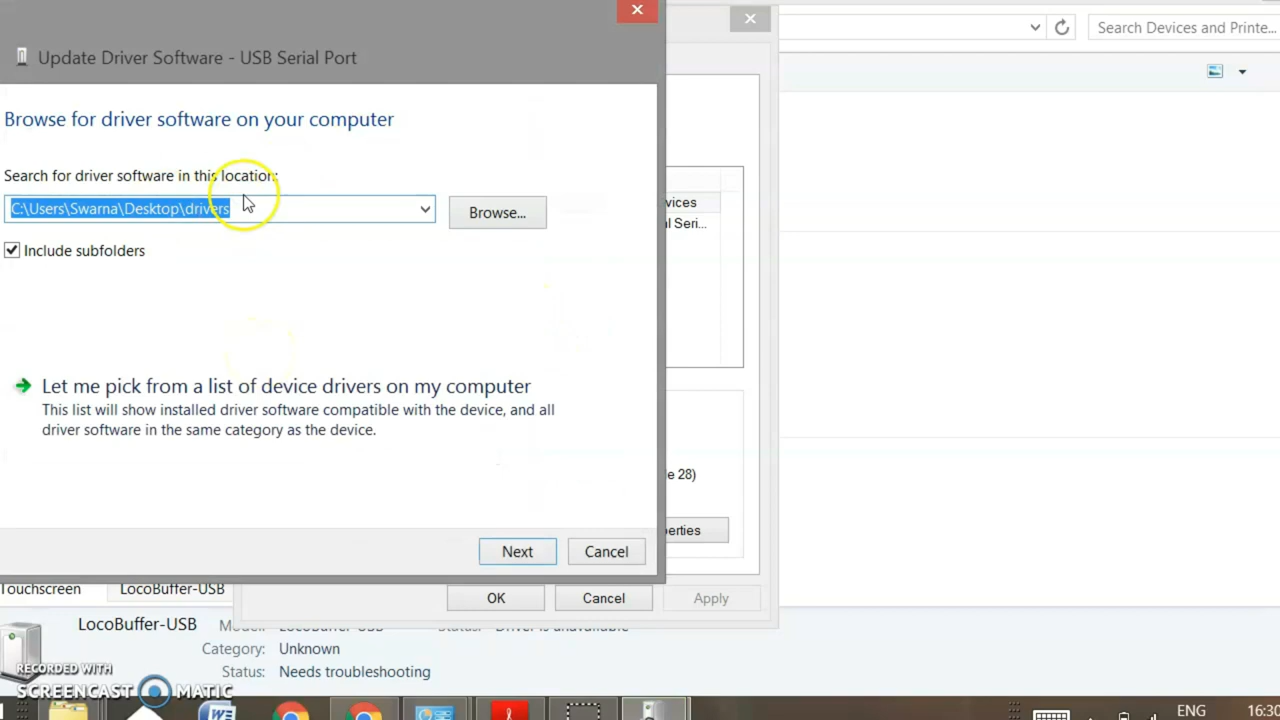 Update Driver Software - USB Serial Port
Search Devices and Printe...
Browse for driver software on your computer
Search for driver software in this location:
C:\Users\Swarna\Desktop\drivers
Browse...
Include subfolders
vices
l Seri...
Let me pick from a list of device drivers on my computer
This list will show installed driver software compatible with the device, and all
driver software in the same category as the device.
e 28)
perties
Next
Cancel
OK
Cancel
Apply
Touchscreen
LocoBuffer-USB
LocoBuffer-USB
Category: Unknown
Status: Needs troubleshooting
RECORDED WITH
SCREENCAST MATIC
ENG
16:30